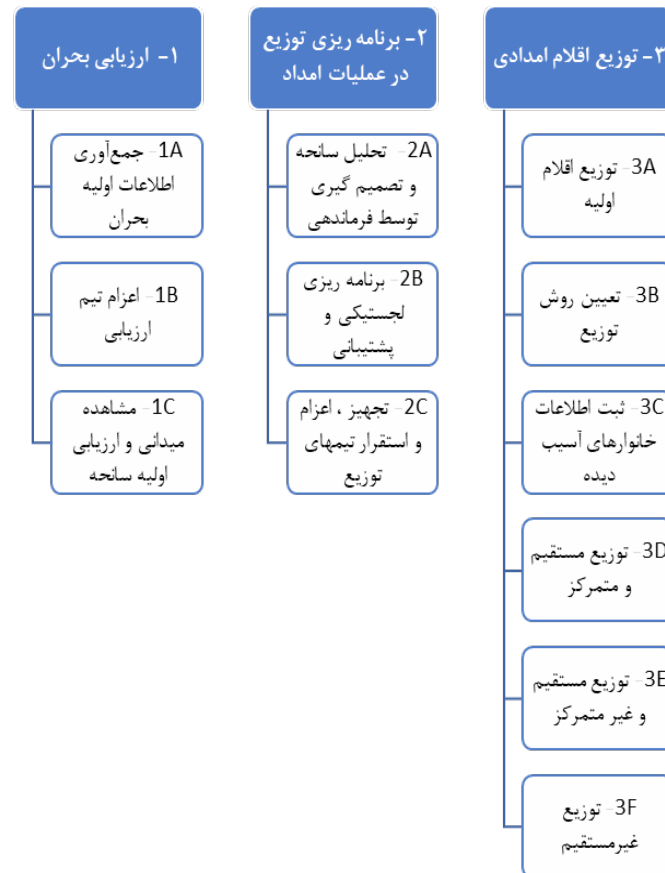 ۱- ارزیابی بحران
1A- جمع‌آوری
اطلاعات اولیه
بحران
1B- اعزام تیم
ارزیابی
1C- مشاهده
میدانی و ارزیابی
اولیه سانحه
۲- برنامه ریزی توزیع
در عملیات امداد
2A- تحلیل سانحه
و تصمیم گیری
توسط فرماندهی
2B- برنامه ریزی
لجستیکی و
پشتیبانی
2C- تجهیز ، اعزام
و استقرار تیمهای
توزیع
۳- توزیع اقلام امدادی
3A- توزیع اقلام
اولیه
3B- تعیین روش
توزیع
3C- ثبت اطلاعات
خانوارهای آسیب
دیده
3D- توزیع مستقیم
و متمرکز
3E- توزیع مستقیم
و غیر متمرکز
3F- توزیع
غیرمستقیم